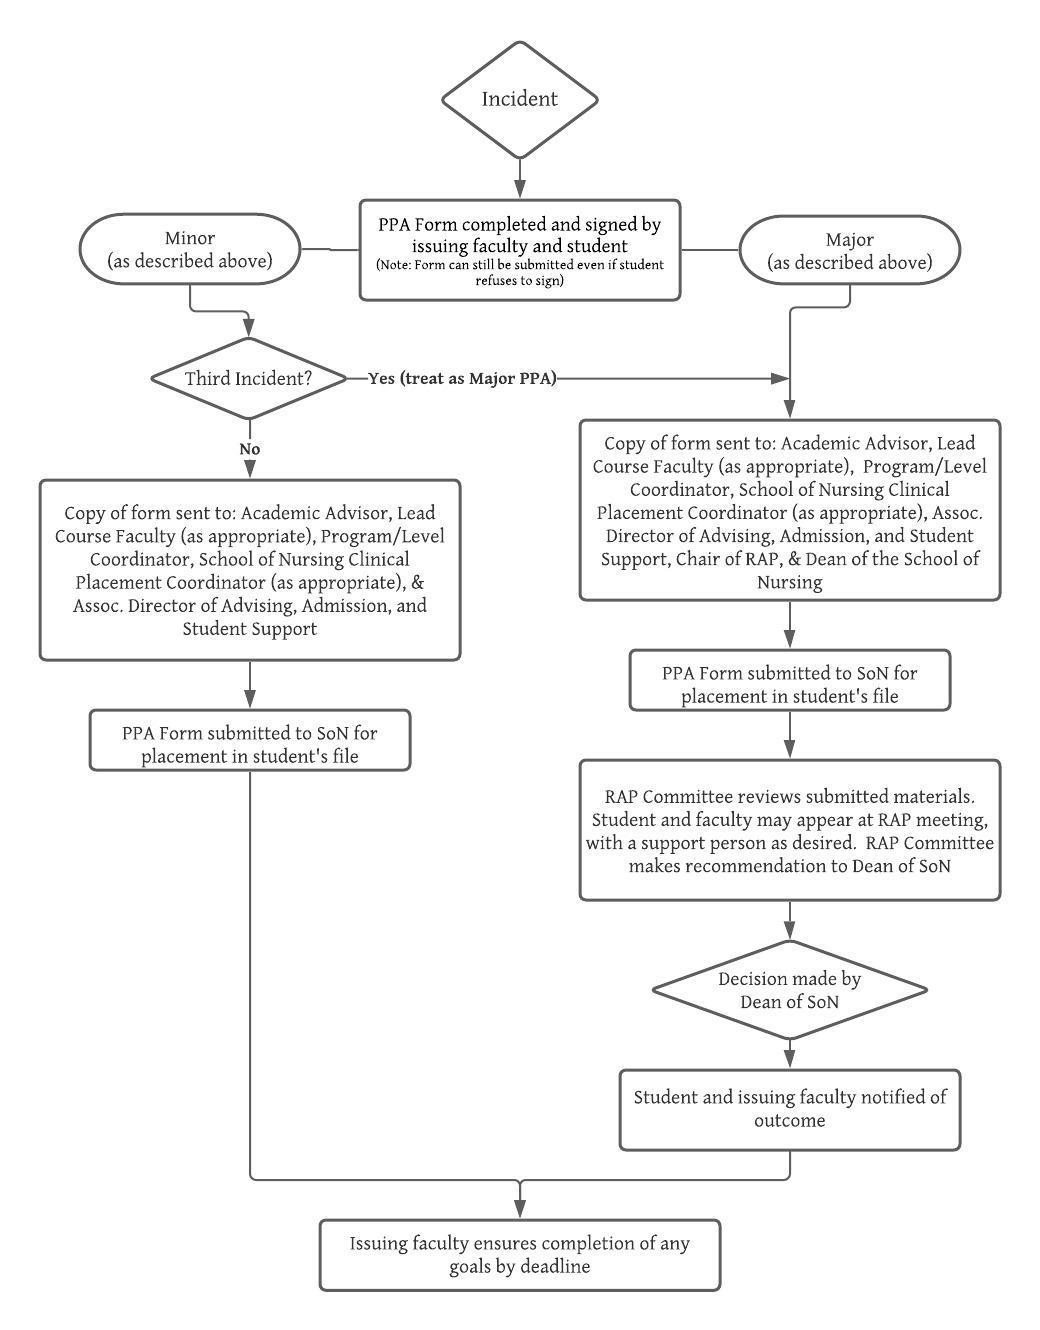 Incident
PPA Form completed and signed by
issuing faculty and student
(Note: Form can still be submitted even if student
refuses to sign)
Minor
(as described above)
Major
(as described above)
Third Incident?
Yes (treat as Major PPA)
No
Copy of form sent to: Academic Advisor, Lead
Course Faculty (as appropriate), Program/Level
Coordinator, School of Nursing Clinical
Placement Coordinator (as appropriate), &
Assoc. Director of Advising, Admission, and
Student Support
PPA Form submitted to SoN for
placement in student's file
Copy of form sent to: Academic Advisor, Lead
Course Faculty (as appropriate), Program/Level
Coordinator, School of Nursing Clinical
Placement Coordinator (as appropriate), Assoc.
Director of Advising, Admission, and Student
Support, Chair of RAP, & Dean of the School of
Nursing
PPA Form submitted to SoN for
placement in student's file
RAP Committee reviews submitted materials.
Student and faculty may appear at RAP meeting,
with a support person as desired. RAP Committee
makes recommendation to Dean of SoN
Decision made by
Dean of SoN
Student and issuing faculty notified of
outcome
Issuing faculty ensures completion of any
goals by deadline